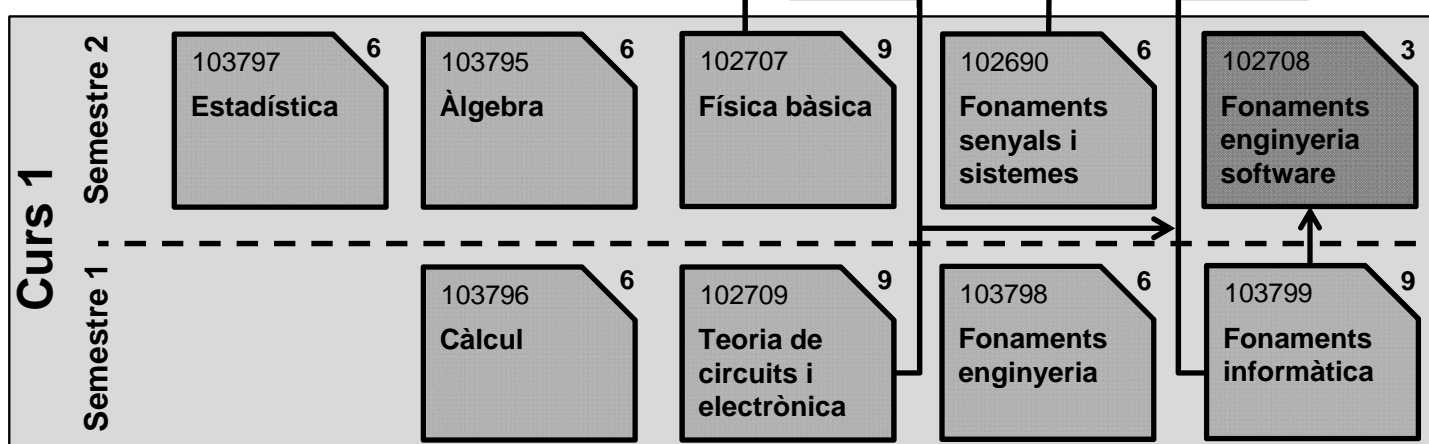 Curs 1
Semestre 2
103797
6
Estadística
103795
6
Àlgebra
102707
9
Física bàsica
102690
6
Fonaments
senyals i
sistemes
102708
3
Fonaments
enginyeria
software
Semestre 1
103796
6
Càlcul
102709
9
Teoria de
circuits i
electrònica
103798
6
Fonaments
enginyeria
103799
9
Fonaments
informàtica